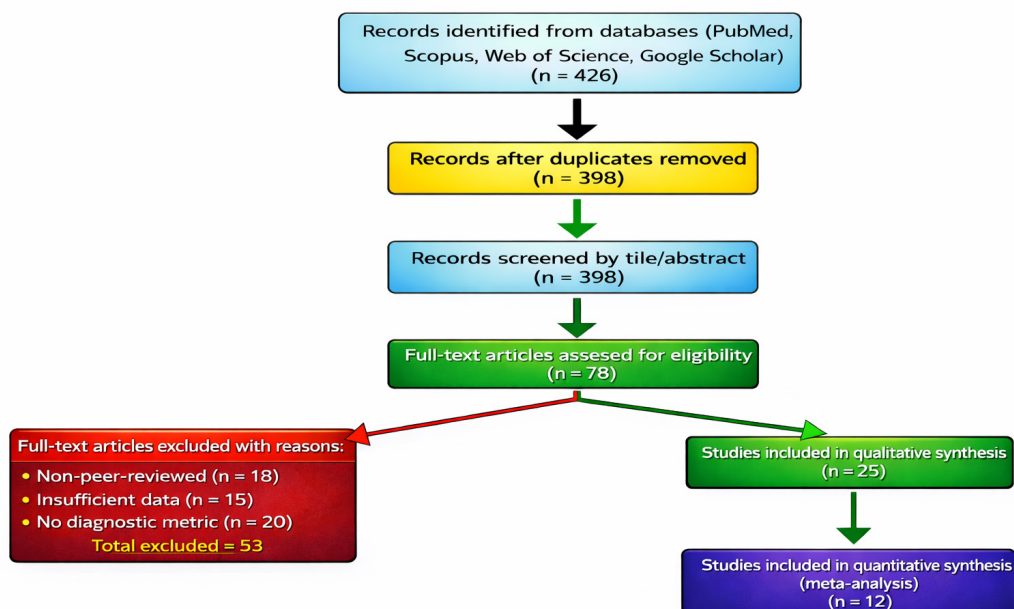 Records identified from databases (PubMed,
Scopus, Web of Science, Google Scholar)
(n = 426)
Records after duplicates removed
(n = 398)
Records screened by tile/abstract
(n = 398)
Full-text articles assesed for eligibility
(n = 78)
Full-text articles excluded with reasons:
• Non-peer-reviewed (n = 18)
• Insufficient data (n = 15)
• No diagnostic metric (n = 20)
Total excluded = 53
Studies included in qualitative synthesis
(n = 25)
Studies included in quantitative synthesis
(meta-analysis)
(n = 12)